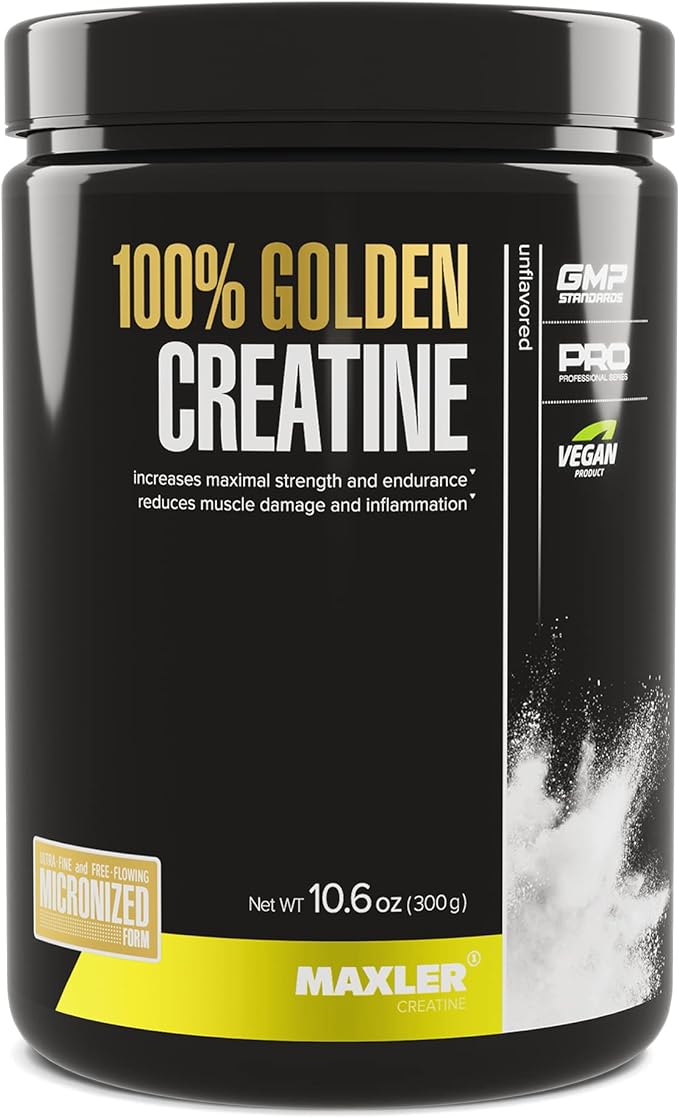 100% GOLDEN
CREATINE
increases maximal strength and endurance▼
reduces muscle damage and inflammation▼
unflavored
GMP
STANDARDS
PRO
PROFESSIONAL SERIES
VEGAN
PRODUCT
ULTRA-FINE and FREE-FLOWING
MICRONIZED
FORM
Net WT 10.6 oz (300g)
MAXLER
CREATINE